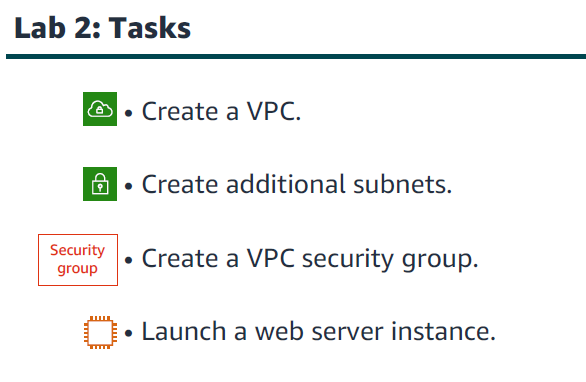 Lab 2: Tasks
• Create a VPC.
• Create additional subnets.
Security
group
• Create a VPC security group.
• Launch a web server instance.